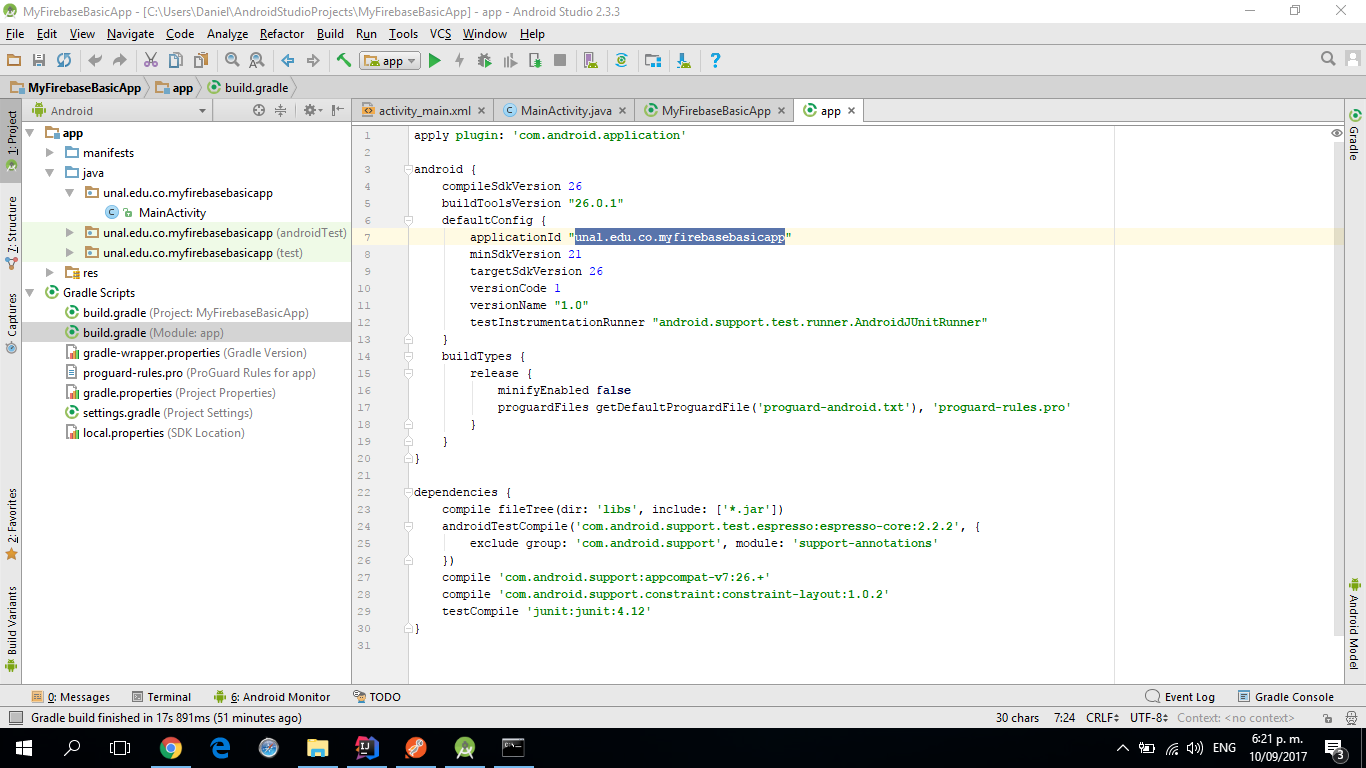 MyFirebaseBasicApp - [C:\Users\Daniel\AndroidStudioProjects\MyFirebaseBasicApp] - app - Android Studio 2.3.3
File Edit View Navigate Code Analyze Refactor Build Run Tools VCS Window Help
app
MyFirebaseBasicApp app build.gradle
Android
activity_main.xml MainActivity.java MyFirebaseBasicApp app
1: Project
7: Structure
Captures
2: Favorites
Build Variants
app
manifests
java
unal.edu.co.myfirebasebasicapp
MainActivity
unal.edu.co.myfirebasebasicapp (androidTest)
unal.edu.co.myfirebasebasicapp (test)
res
Gradle Scripts
build.gradle (Project: MyFirebaseBasicApp)
build.gradle (Module: app)
gradle-wrapper.properties (Gradle Version)
proguard-rules.pro (ProGuard Rules for app)
gradle.properties (Project Properties)
settings.gradle (Project Settings)
local.properties (SDK Location)
1 apply plugin: 'com.android.application'
2
3 android {
4 compileSdkVersion 26
5 buildToolsVersion "26.0.1"
6 defaultConfig {
7 applicationId "unal.edu.co.myfirebasebasicapp"
8 minSdkVersion 21
9 targetSdkVersion 26
10 versionCode 1
11 versionName "1.0"
12 testInstrumentationRunner "android.support.test.runner.AndroidJUnitRunner"
13 }
14 buildTypes {
15 release {
16 minifyEnabled false
17 proguardFiles getDefaultProguardFile('proguard-android.txt'), 'proguard-rules.pro'
18 }
19 }
20 }
21
22 dependencies {
23 compile fileTree(dir: 'libs', include: ['*.jar'])
24 androidTestCompile('com.android.support.test.espresso:espresso-core:2.2.2', {
25 exclude group: 'com.android.support', module: 'support-annotations'
26 })
27 compile 'com.android.support:appcompat-v7:26.+'
28 compile 'com.android.support.constraint:constraint-layout:1.0.2'
29 testCompile 'junit:junit:4.12'
30 }
31
Gradle
Android Model
0: Messages Terminal 6: Android Monitor TODO Event Log Gradle Console
Gradle build finished in 17s 891ms (51 minutes ago) 30 chars 7:24 CRLF UTF-8 Context: <no context>
ENG 6:21 p. m.
10/09/2017 3